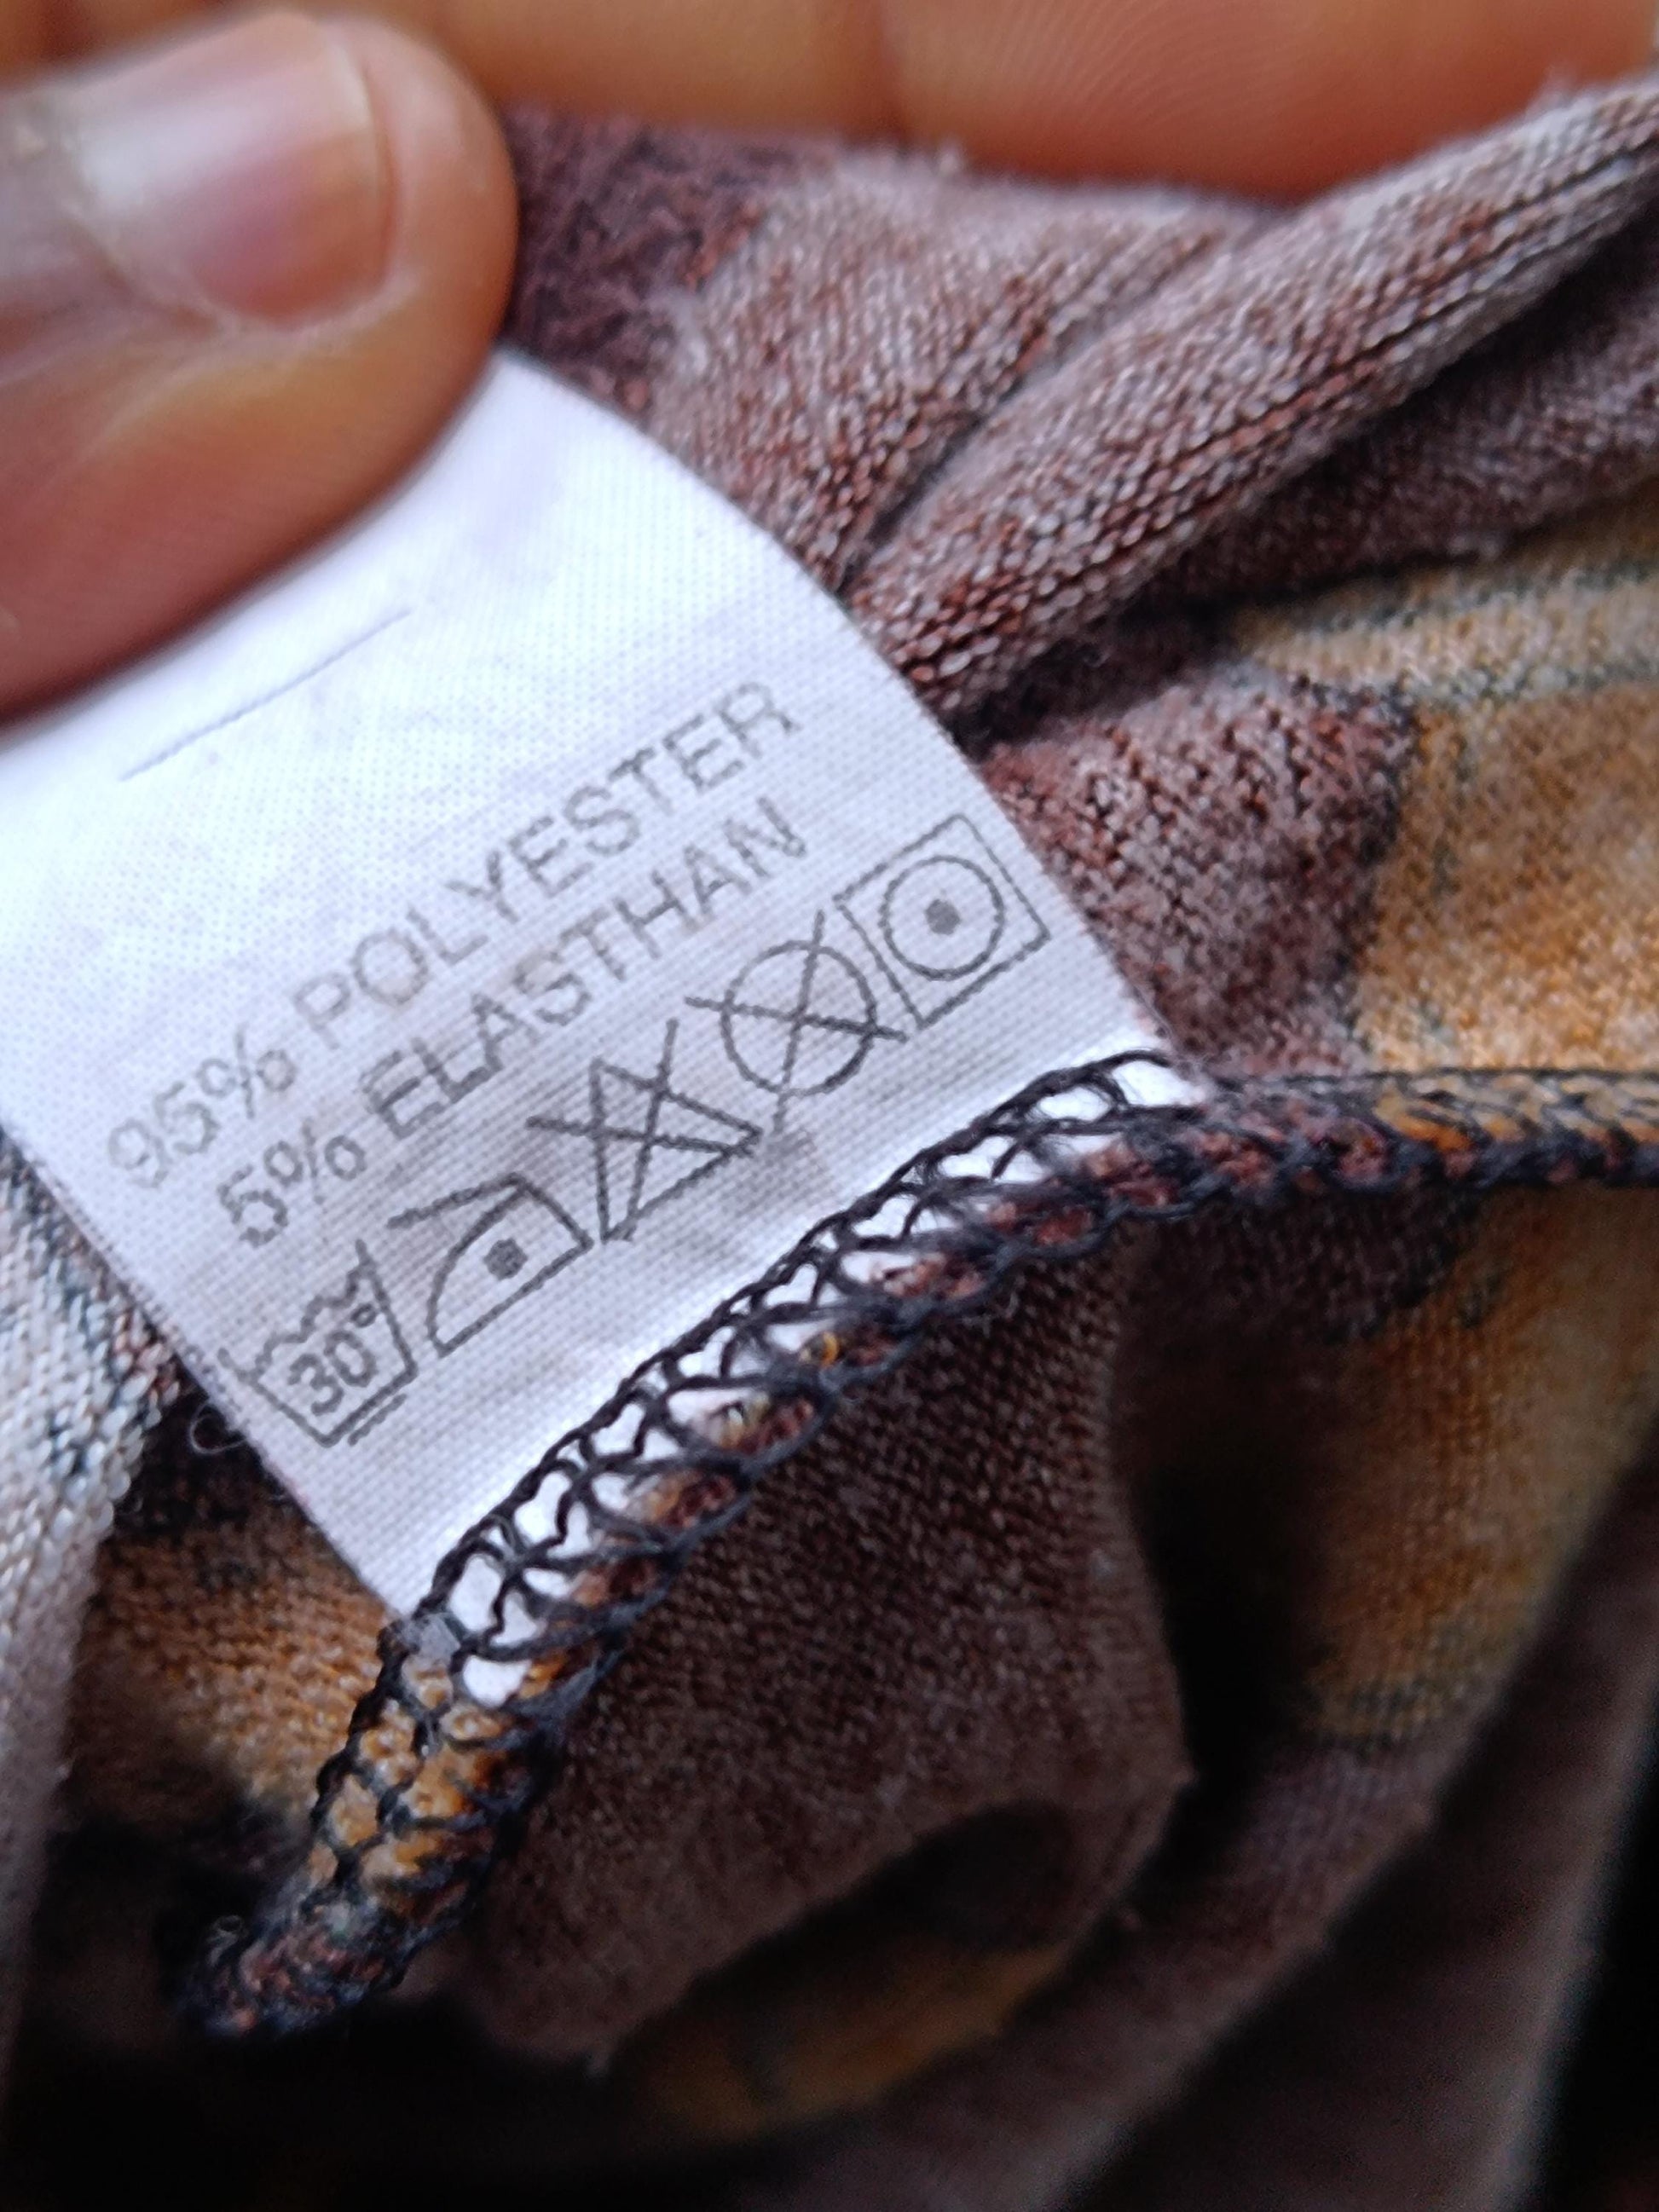 95% POLYESTER
5% ELASTHAN
30°